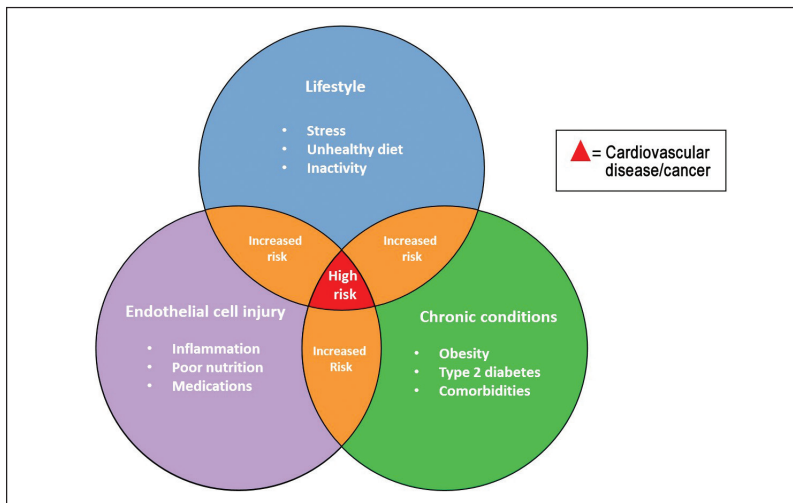 Lifestyle
• Stress
• Unhealthy diet
• Inactivity
= Cardiovascular
disease/cancer
Increased
risk
Increased
risk
High
risk
Endothelial cell injury
• Inflammation
• Poor nutrition
• Medications
Increased
Risk
Chronic conditions
• Obesity
• Type 2 diabetes
• Comorbidities